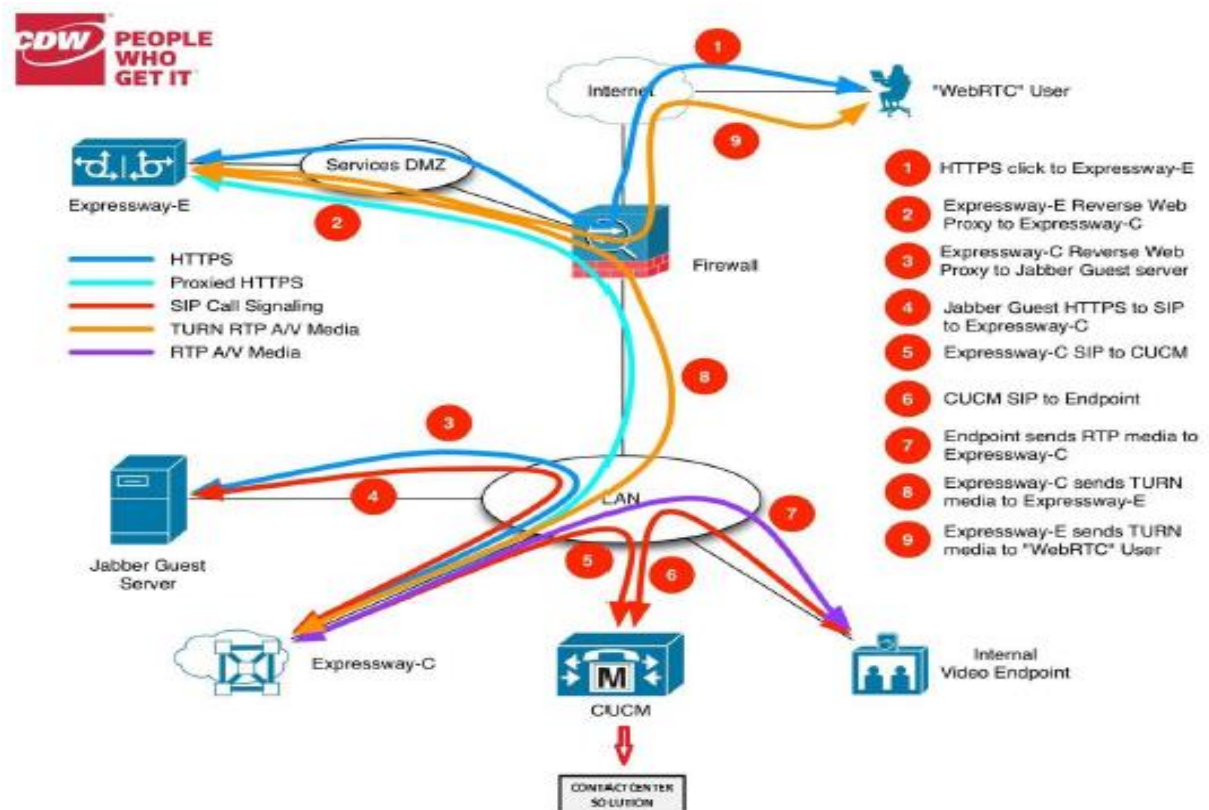 CDW PEOPLE
WHO
GET IT
1
Internet
"WebRTC" User
9
Services DMZ
Expressway-E
2
Firewall
HTTPS
Proxied HTTPS
SIP Call Signaling
TURN RTP A/V Media
RTP A/V Media
1 HTTPS click to Expressway-E
2 Expressway-E Reverse Web
Proxy to Expressway-C
3 Expressway-C Reverse Web
Proxy to Jabber Guest server
4 Jabber Guest HTTPS to SIP
to Expressway-C
5 Expressway-C SIP to CUCM
6 CUCM SIP to Endpoint
7 Endpoint sends RTP media to
Expressway-C
8 Expressway-C sends TURN
media to Expressway-E
9 Expressway-E sends TURN
media to "WebRTC" User
8
3
4
LAN
7
5
6
Jabber Guest
Server
Expressway-C
M
CUCM
Internal
Video Endpoint
CONTACT CENTER
SOLUTION